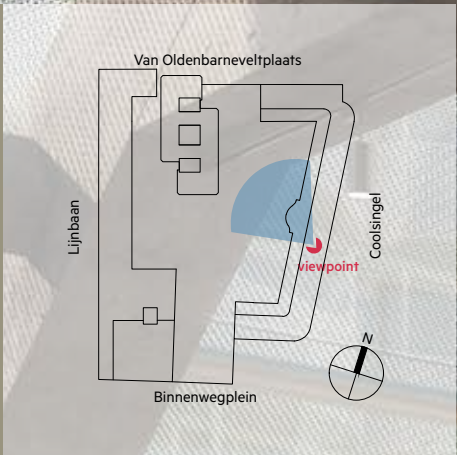 Van Oldenbarneveltplaats
Lijnbaan
Coolsingel
viewpoint
N
Binnenwegplein